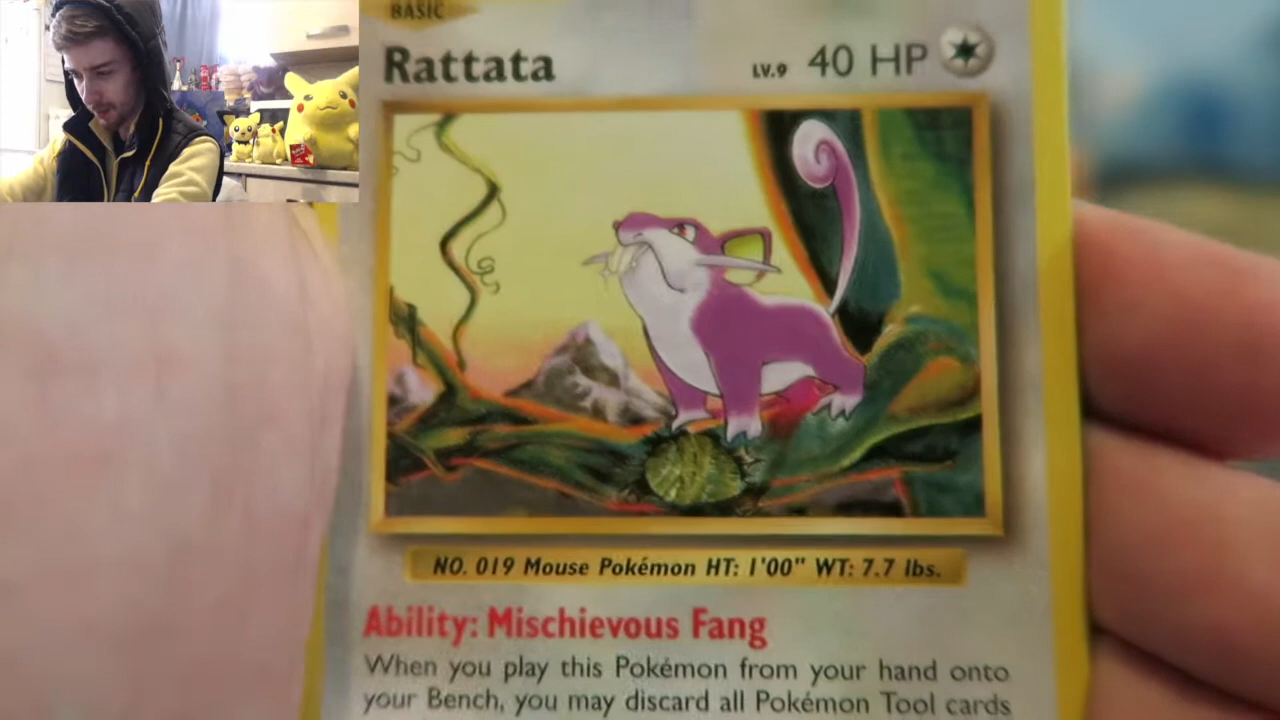 BASIC
Rattata LV.9 40 HP
NO. 019 Mouse Pokémon HT: 1'00" WT: 7.7 lbs.
Ability: Mischievous Fang
When you play this Pokémon from your hand onto
your Bench, you may discard all Pokémon Tool cards